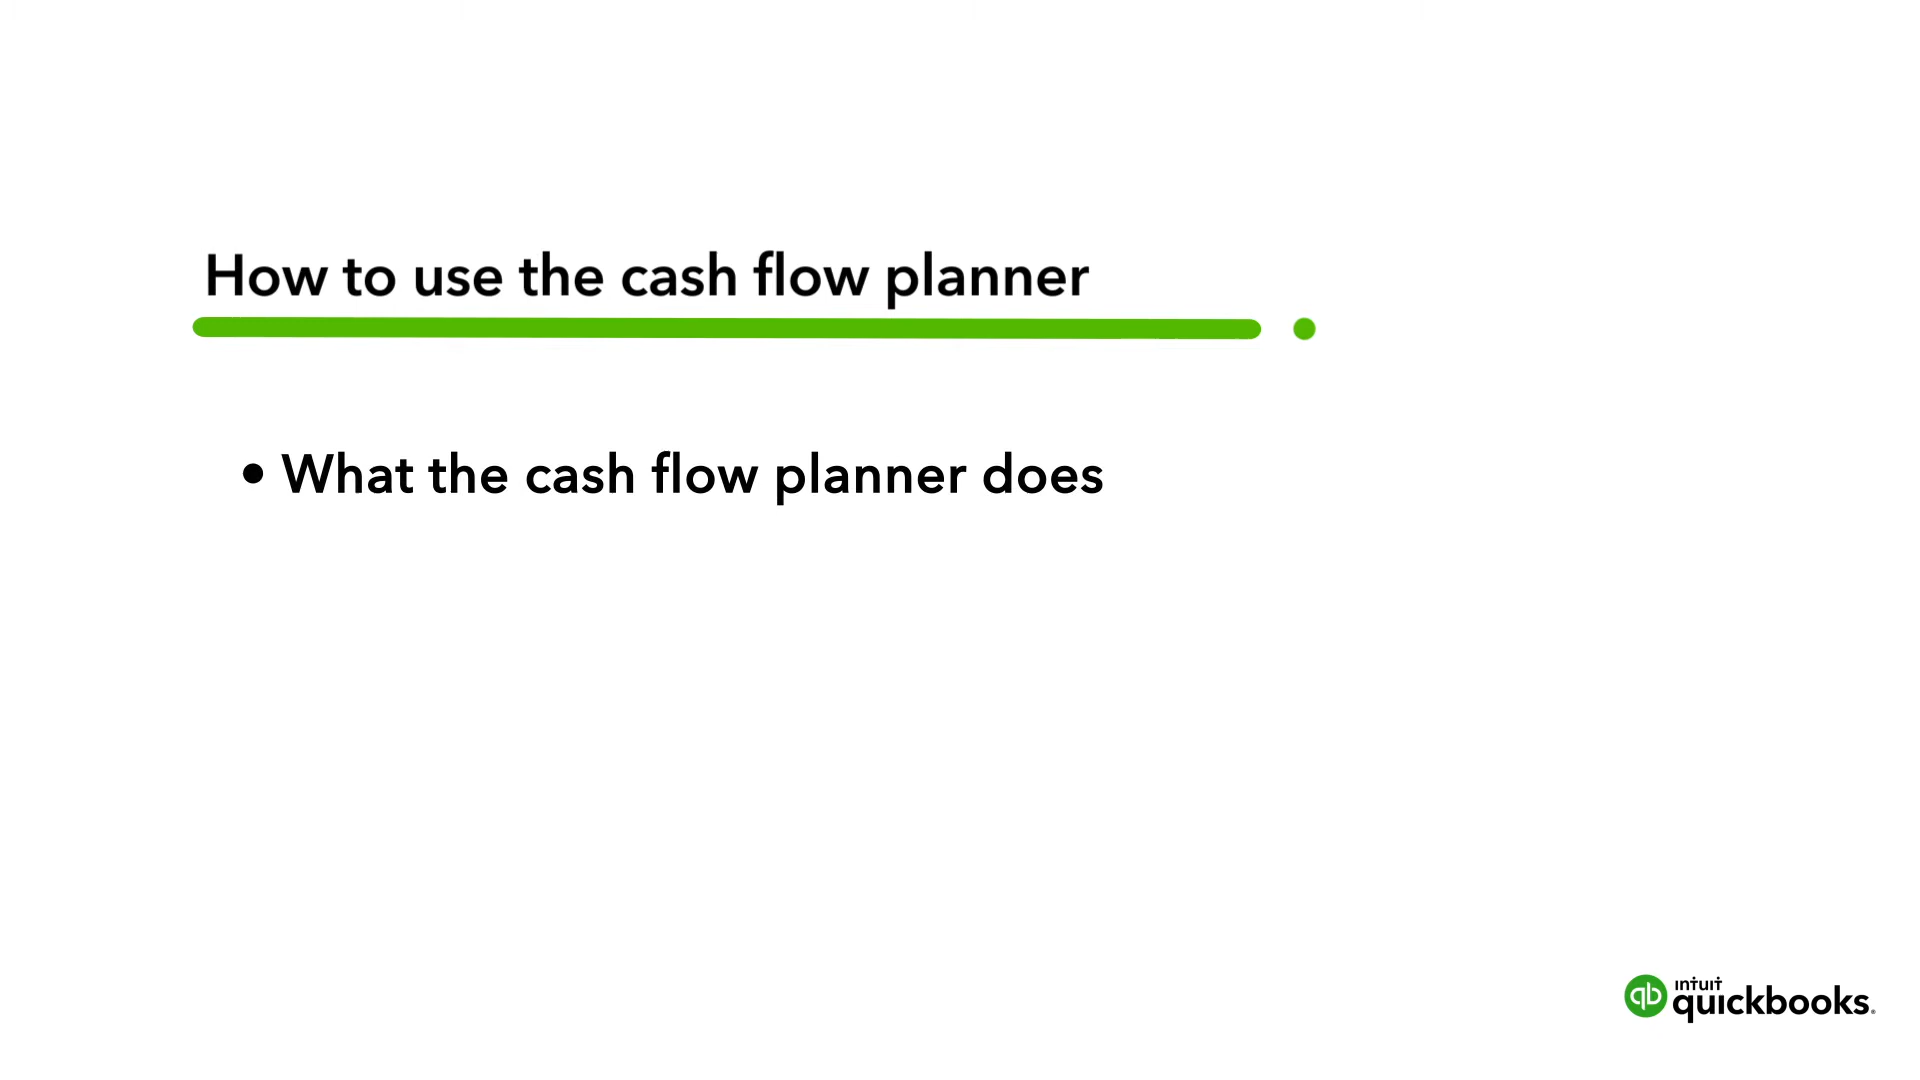 How to use the cash flow planner
• What the cash flow planner does
intuit
quickbooks.